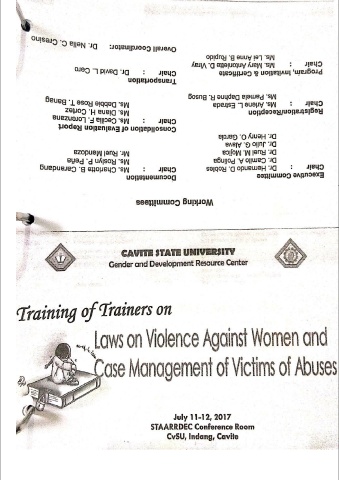 Working Committees
Executive Committee
Chair : Dr. Hernando D. Robles
Dr. Camilo A. Polinga
Dr. Ruel M. Mojica
Dr. Julio G. Alava
Dr. Henry O. Garcia
Registration/Reception
Chair : Ms. Arlene L. Estrada
Ms. Pamela Daphne R. Busog
Program, Invitation & Certificate
Chair : Ms. Mary Antoniette D. Viray
Ms. Lei Anne B. Rupido
Documentation
Chair : Ms. Charlotte B. Carandang
Ms. Roslyn P. Peña
Mr. Ruel Mendoza
Consolidation of Evaluation Report
Chair : Ms. Cecilia F. Lorenzana
Ms. Diana H. Cortez
Ms. Debbie Rose T. Banag
Transportation
Chair : Dr. David L. Cero
Overall Coordinator: Dr. Nelia C. Cresino
CAVITE STATE UNIVERSITY
Gender and Development Resource Center
Training of Trainers on
Laws on Violence Against Women and
Case Management of Victims of Abuses
July 11-12, 2017
STAARRDEC Conference Room
CvSU, Indang, Cavite